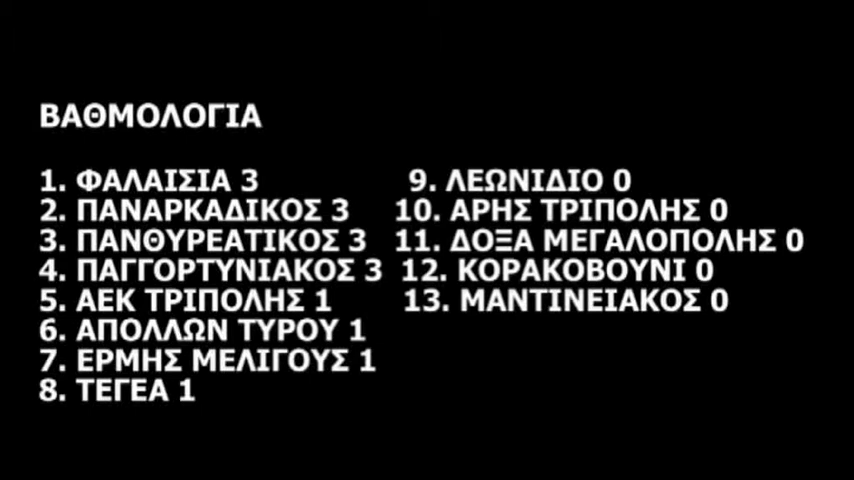 ΒΑΘΜΟΛΟΓΙΑ
1. ΦΑΛΑΙΣΙΑ 3
2. ΠΑΝΑΡΚΑΔΙΚΟΣ 3
3. ΠΑΝΘΥΡΕΑΤΙΚΟΣ 3
4. ΠΑΓΓΟΡΤΥΝΙΑΚΟΣ 3
5. ΑΕΚ ΤΡΙΠΟΛΗΣ 1
6. ΑΠΟΛΛΩΝ ΤΥΡΟΥ 1
7. ΕΡΜΗΣ ΜΕΛΙΓΟΥΣ 1
8. ΤΕΓΕΑ 1
9. ΛΕΩΝΙΔΙΟ 0
10. ΑΡΗΣ ΤΡΙΠΟΛΗΣ 0
11. ΔΟΞΑ ΜΕΓΑΛΟΠΟΛΗΣ 0
12. ΚΟΡΑΚΟΒΟΥΝΙ 0
13. ΜΑΝΤΙΝΕΙΑΚΟΣ 0